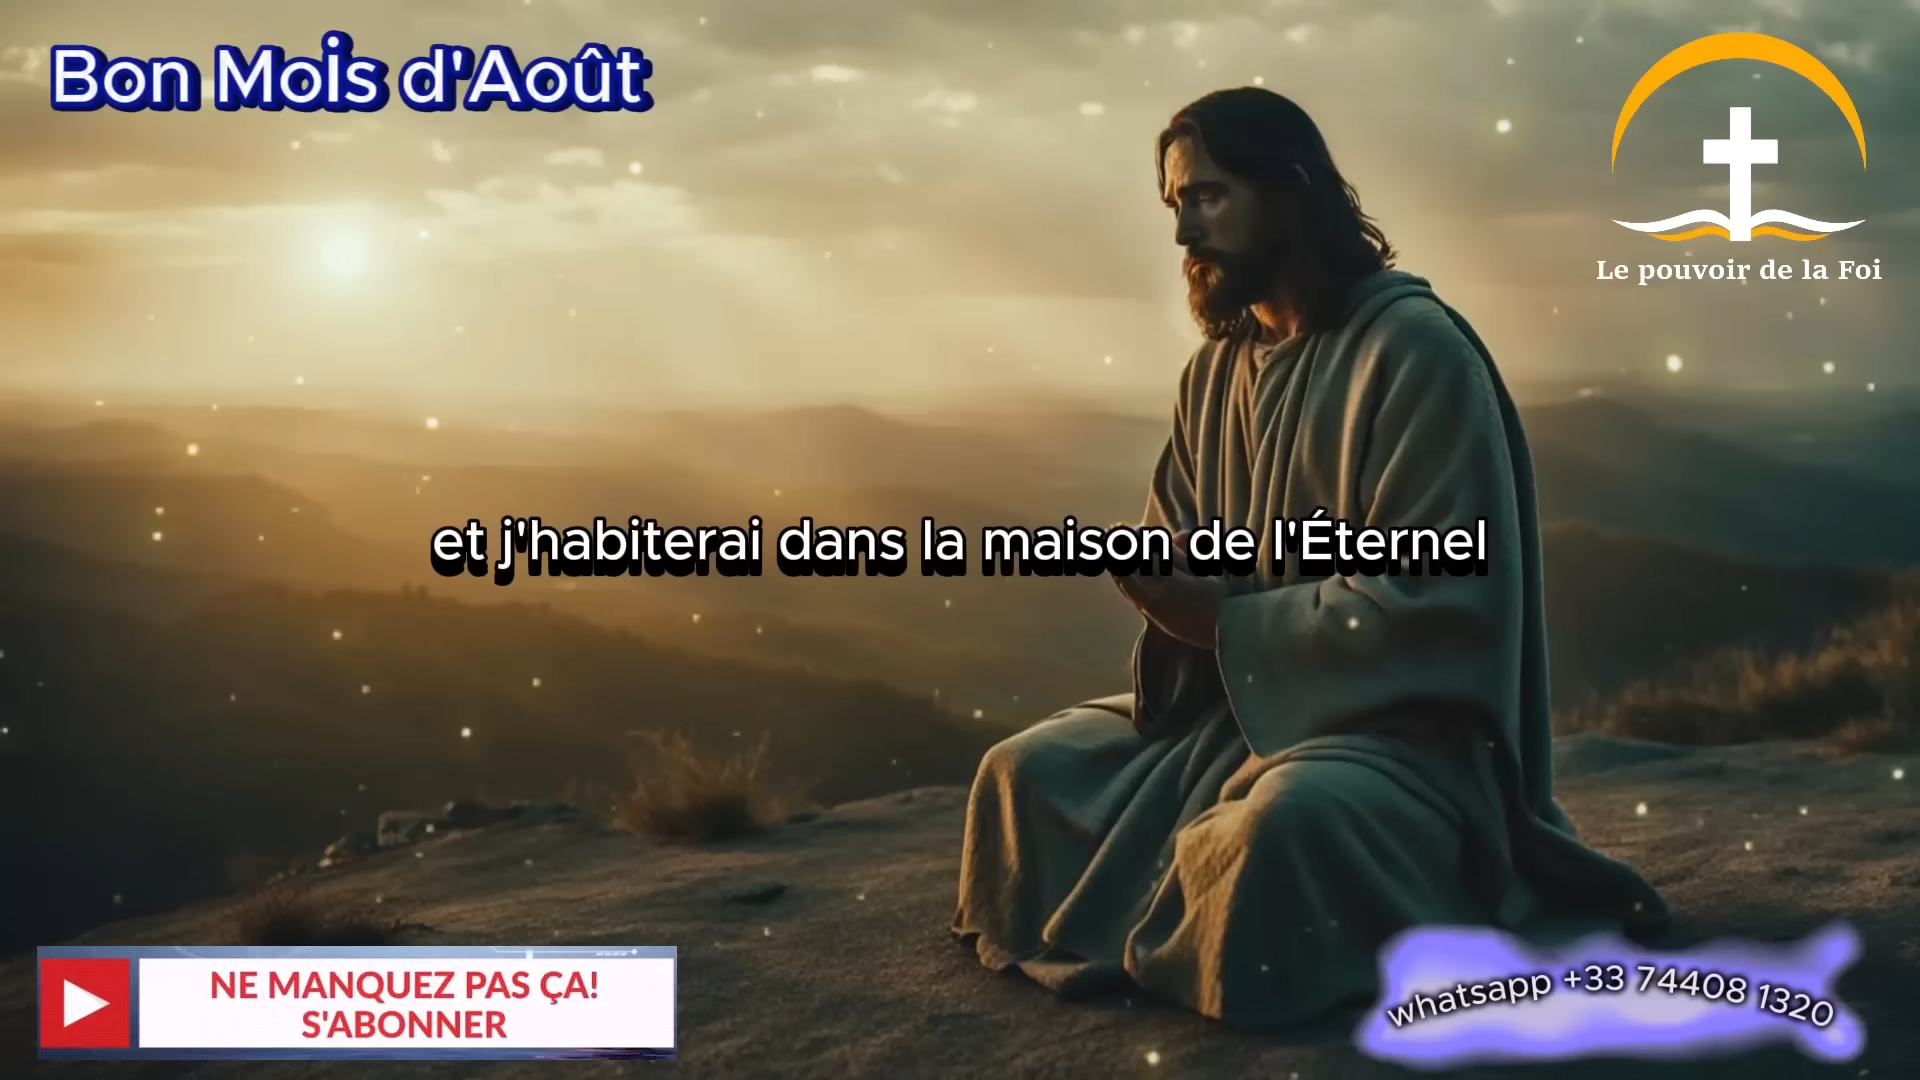 Bon Mois d'Août
Le pouvoir de la Foi
et j'habiterai dans la maison de l'Éternel
NE MANQUEZ PAS ÇA!
S'ABONNER
whatsapp +33 74408 1320